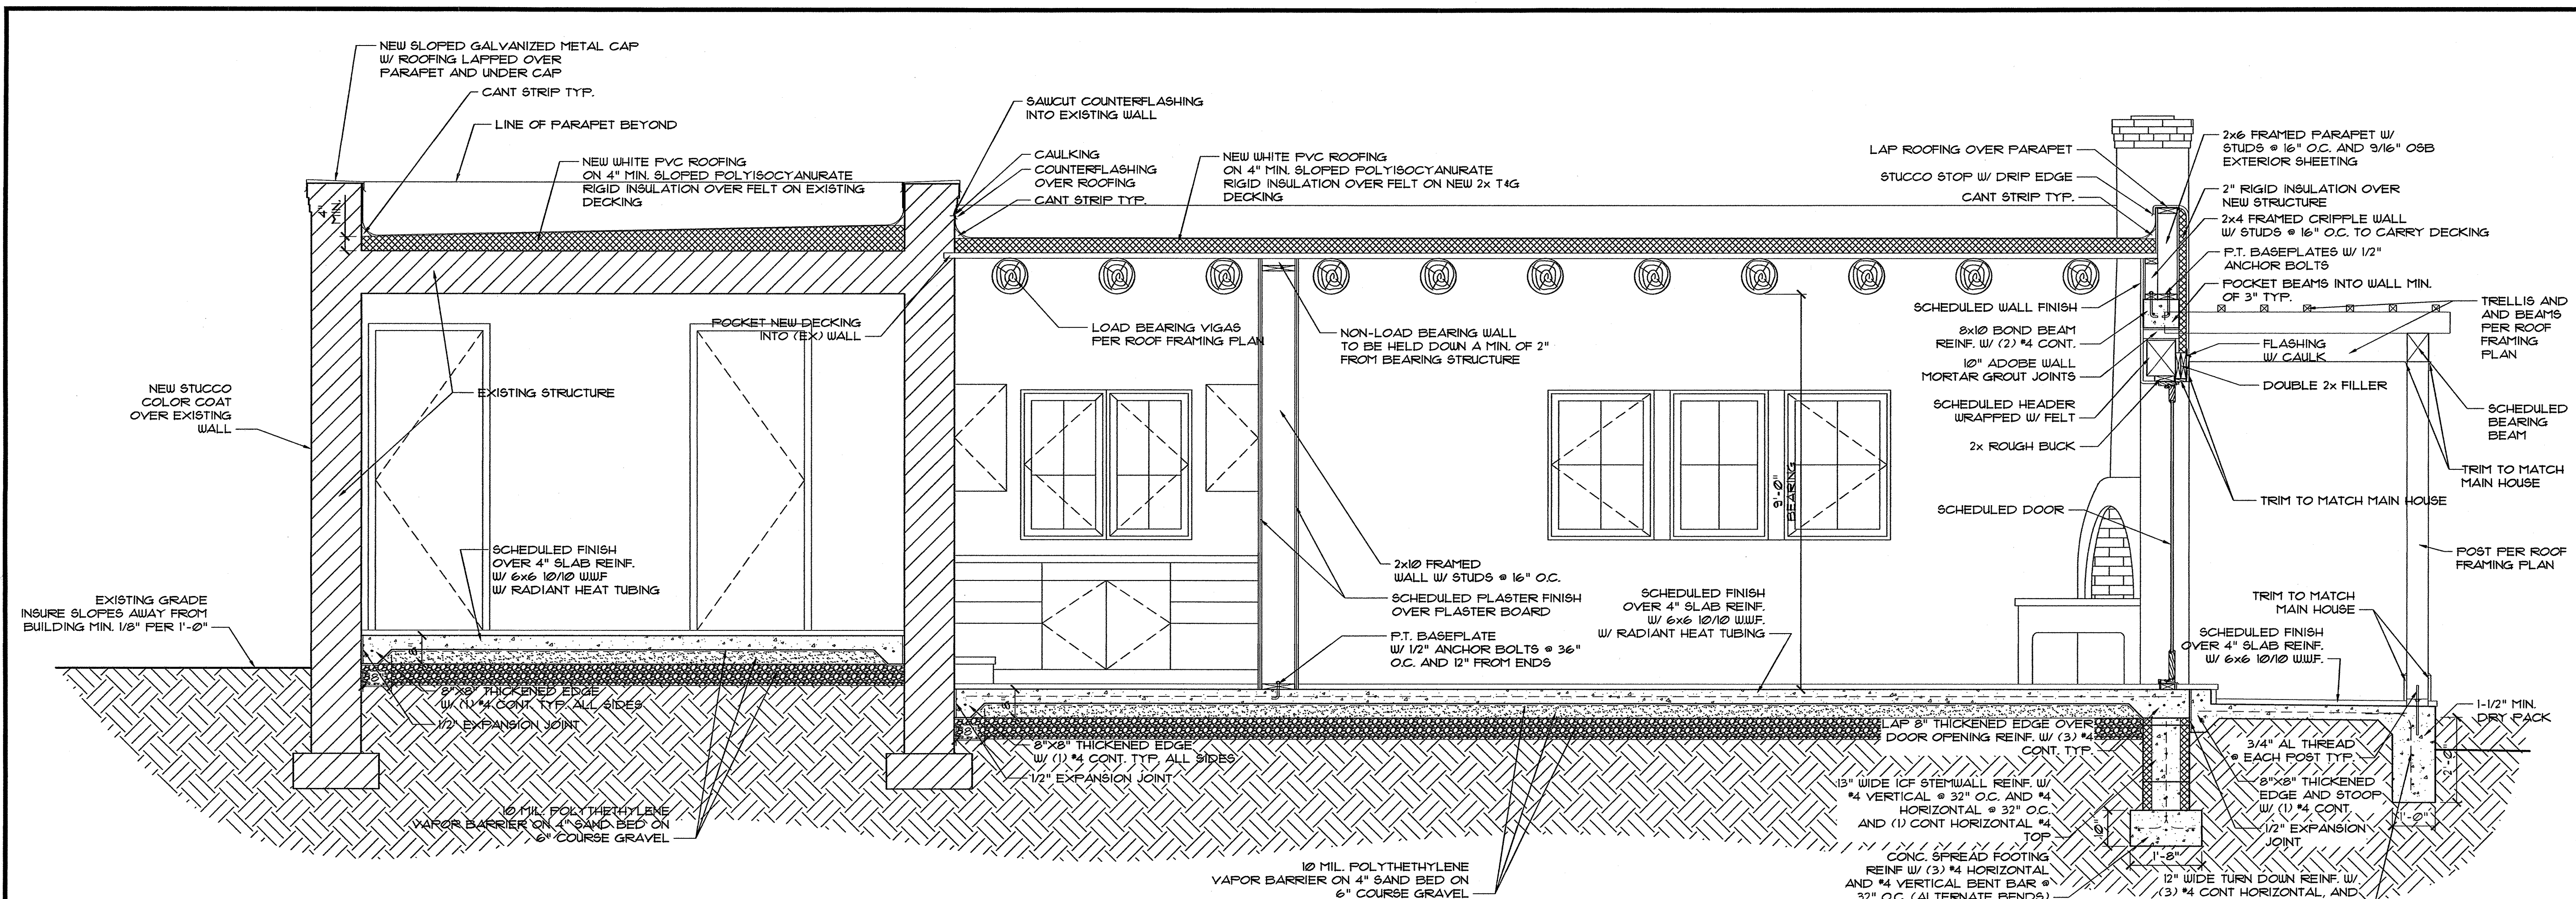 NEW SLOPED GALVANIZED METAL CAP
W/ ROOFING LAPPED OVER
PARAPET AND UNDER CAP
CANT STRIP TYP.
LINE OF PARAPET BEYOND
NEW WHITE PVC ROOFING
ON 4" MIN. SLOPED POLYISOCYANURATE
RIGID INSULATION OVER FELT ON EXISTING
DECKING
4"
MIN.
SAWCUT COUNTERFLASHING
INTO EXISTING WALL
CAULKING
COUNTERFLASHING
OVER ROOFING
CANT STRIP TYP.
NEW WHITE PVC ROOFING
ON 4" MIN. SLOPED POLYISOCYANURATE
RIGID INSULATION OVER FELT ON NEW 2x T&G
DECKING
LAP ROOFING OVER PARAPET
STUCCO STOP W/ DRIP EDGE
CANT STRIP TYP.
2x6 FRAMED PARAPET W/
STUDS @ 16" O.C. AND 9/16" OSB
EXTERIOR SHEETING
2" RIGID INSULATION OVER
NEW STRUCTURE
2x4 FRAMED CRIPPLE WALL
W/ STUDS @ 16" O.C. TO CARRY DECKING
P.T. BASEPLATES W/ 1/2"
ANCHOR BOLTS
POCKET BEAMS INTO WALL MIN.
OF 3" TYP.
TRELLIS AND
AND BEAMS
PER ROOF
FRAMING
PLAN
POCKET NEW DECKING
INTO (EX) WALL
LOAD BEARING VIGAS
PER ROOF FRAMING PLAN
NON-LOAD BEARING WALL
TO BE HELD DOWN A MIN. OF 2"
FROM BEARING STRUCTURE
SCHEDULED WALL FINISH
8x10 BOND BEAM
REINF. W/ (2) #4 CONT.
10" ADOBE WALL
MORTAR GROUT JOINTS
SCHEDULED HEADER
WRAPPED W/ FELT
2x ROUGH BUCK
FLASHING
W/ CAULK
DOUBLE 2x FILLER
SCHEDULED
BEARING
BEAM
TRIM TO MATCH
MAIN HOUSE
TRIM TO MATCH MAIN HOUSE
NEW STUCCO
COLOR COAT
OVER EXISTING
WALL
EXISTING STRUCTURE
9'-0"
BEARING
SCHEDULED DOOR
POST PER ROOF
FRAMING PLAN
SCHEDULED FINISH
OVER 4" SLAB REINF.
W/ 6x6 10/10 W.W.F
W/ RADIANT HEAT TUBING
2x10 FRAMED
WALL W/ STUDS @ 16" O.C.
SCHEDULED PLASTER FINISH
OVER PLASTER BOARD
P.T. BASEPLATE
W/ 1/2" ANCHOR BOLTS @ 36"
O.C. AND 12" FROM ENDS
SCHEDULED FINISH
OVER 4" SLAB REINF.
W/ 6x6 10/10 W.W.F.
W/ RADIANT HEAT TUBING
TRIM TO MATCH
MAIN HOUSE
SCHEDULED FINISH
OVER 4" SLAB REINF.
W/ 6x6 10/10 W.W.F.
EXISTING GRADE
INSURE SLOPES AWAY FROM
BUILDING MIN. 1/8" PER 1'-0"
8"
8"
8"X8" THICKENED EDGE
W/ (1) #4 CONT. TYP. ALL SIDES
1/2" EXPANSION JOINT
8"
8"
8"X8" THICKENED EDGE
W/ (1) #4 CONT. TYP. ALL SIDES
1/2" EXPANSION JOINT
LAP 8" THICKENED EDGE OVER
DOOR OPENING REINF. W/ (3) #4
CONT. TYP.
1-1/2" MIN.
DRY PACK
3/4" AL THREAD
@ EACH POST TYP.
2'-9"
8"X8" THICKENED
EDGE AND STOOP
W/ (1) #4 CONT.
1'-0"
1/2" EXPANSION
JOINT
13" WIDE ICF STEMWALL REINF. W/
#4 VERTICAL @ 32" O.C. AND #4
HORIZONTAL @ 32" O.C.
AND (1) CONT HORIZONTAL #4
TOP
10"
1'-8"
10 MIL. POLYTHETHYLENE
VAPOR BARRIER ON 4" SAND BED ON
6" COURSE GRAVEL
10 MIL. POLYTHETHYLENE
VAPOR BARRIER ON 4" SAND BED ON
6" COURSE GRAVEL
CONC. SPREAD FOOTING
REINF W/ (3) #4 HORIZONTAL
AND #4 VERTICAL BENT BAR @
32" O.C. (ALTERNATE BENDS)
12" WIDE TURN DOWN REINF. W/
(3) #4 CONT HORIZONTAL, AND